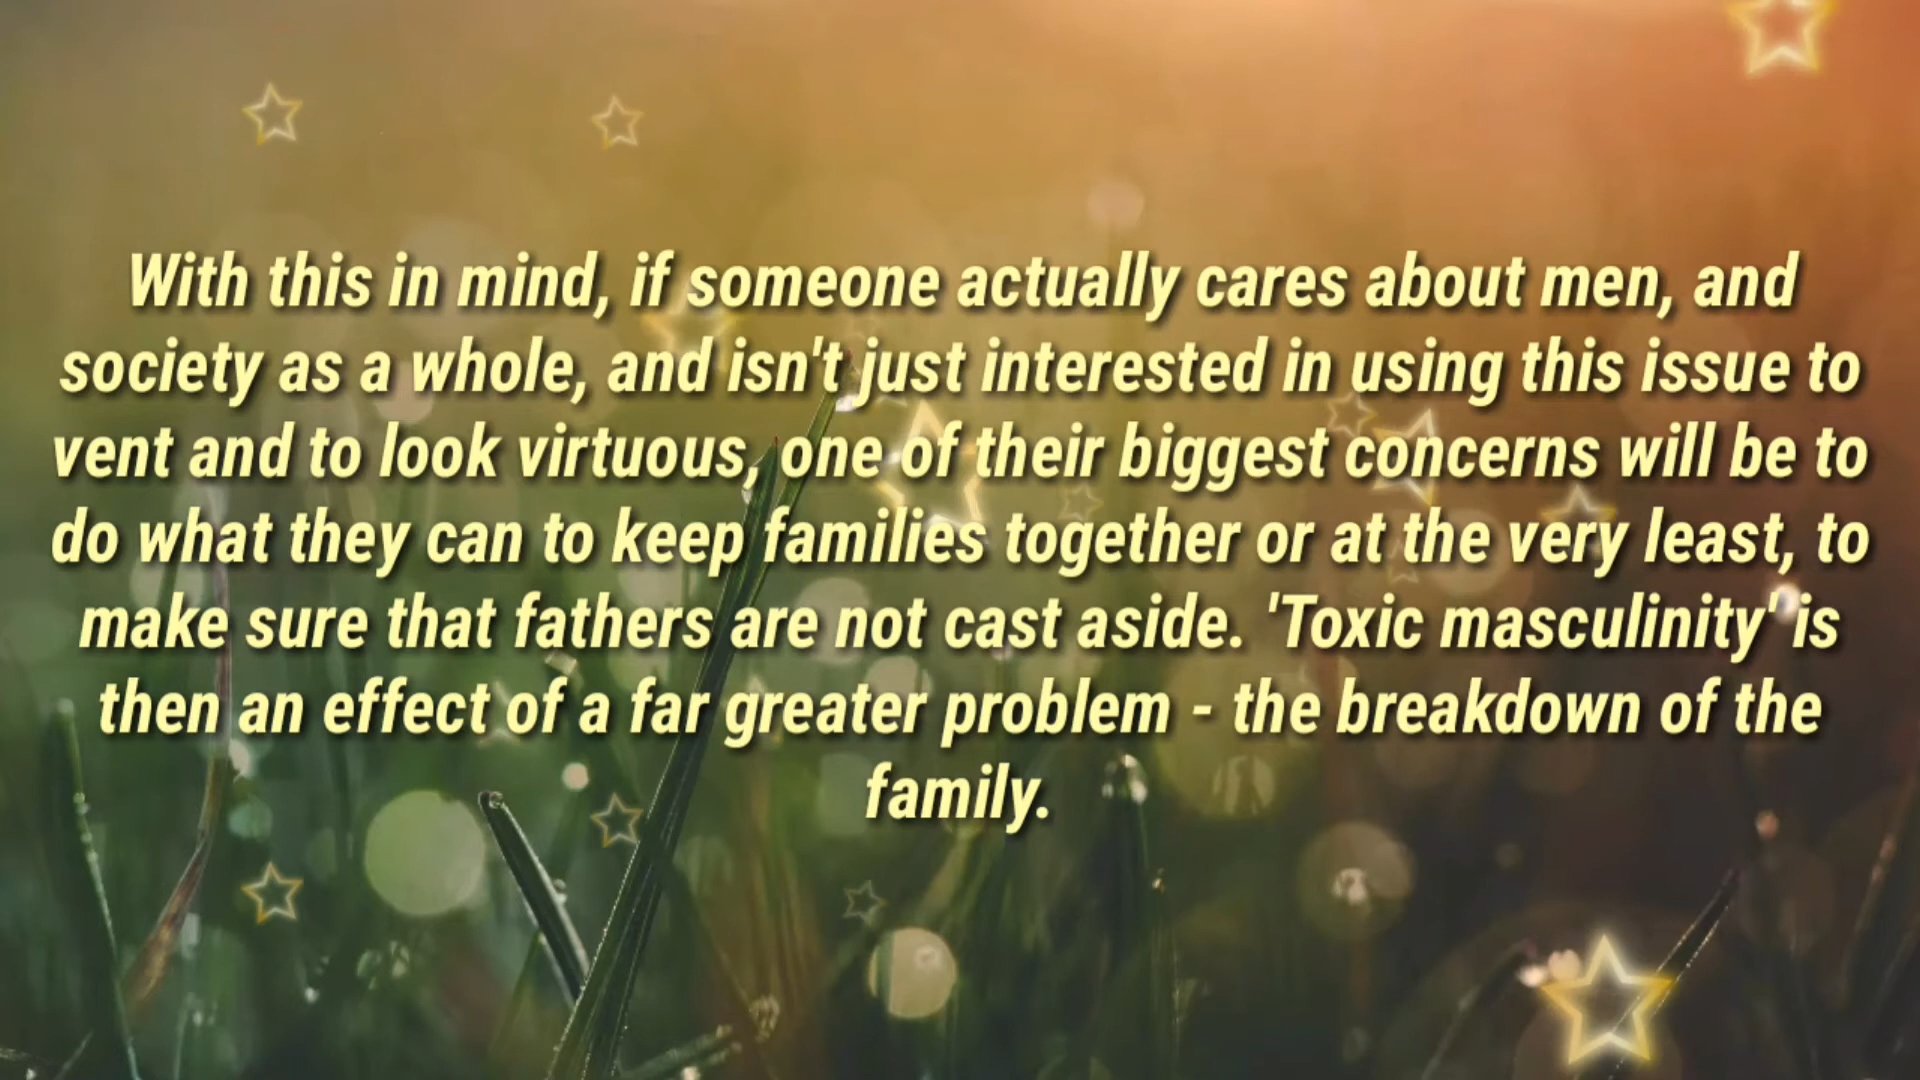 With this in mind, if someone actually cares about men, and
society as a whole, and isn't just interested in using this issue to
vent and to look virtuous, one of their biggest concerns will be to
do what they can to keep families together or at the very least, to
make sure that fathers are not cast aside. 'Toxic masculinity' is
then an effect of a far greater problem - the breakdown of the
family.